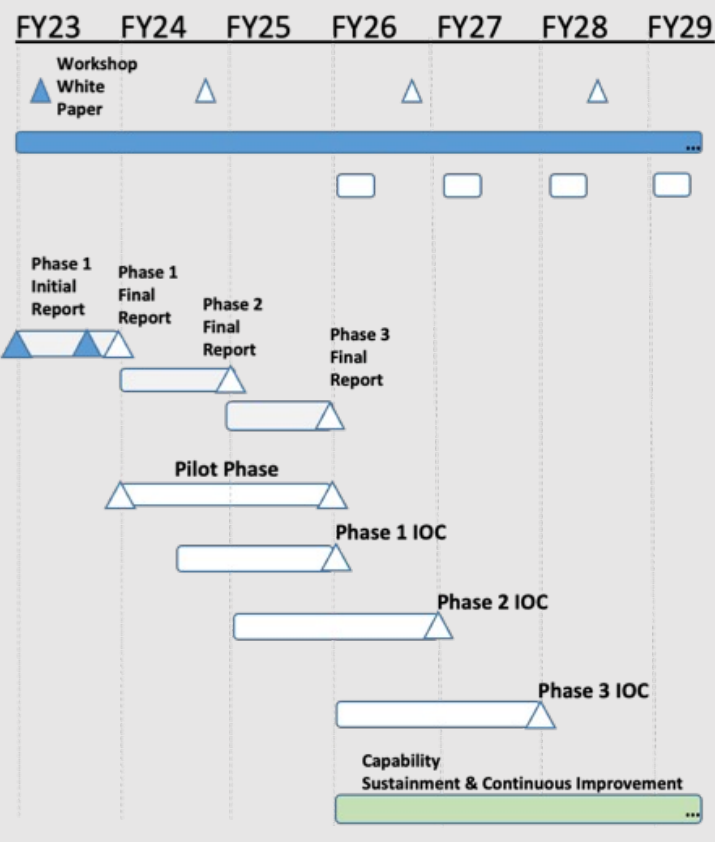 FY23 FY24 FY25 FY26 FY27 FY28 FY29
Workshop
White
Paper
...
Phase 1
Initial
Report
Phase 1
Final
Report
Phase 2
Final
Report
Phase 3
Final
Report
Pilot Phase
Phase 1 IOC
Phase 2 IOC
Phase 3 IOC
Capability
Sustainment & Continuous Improvement
...